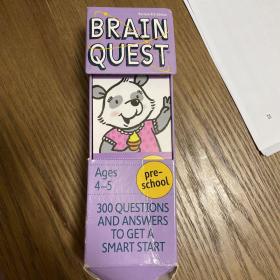 BRAIN
QUEST
Ages
4–5
pre-
school
300 QUESTIONS
AND ANSWERS
TO GET A
SMART START